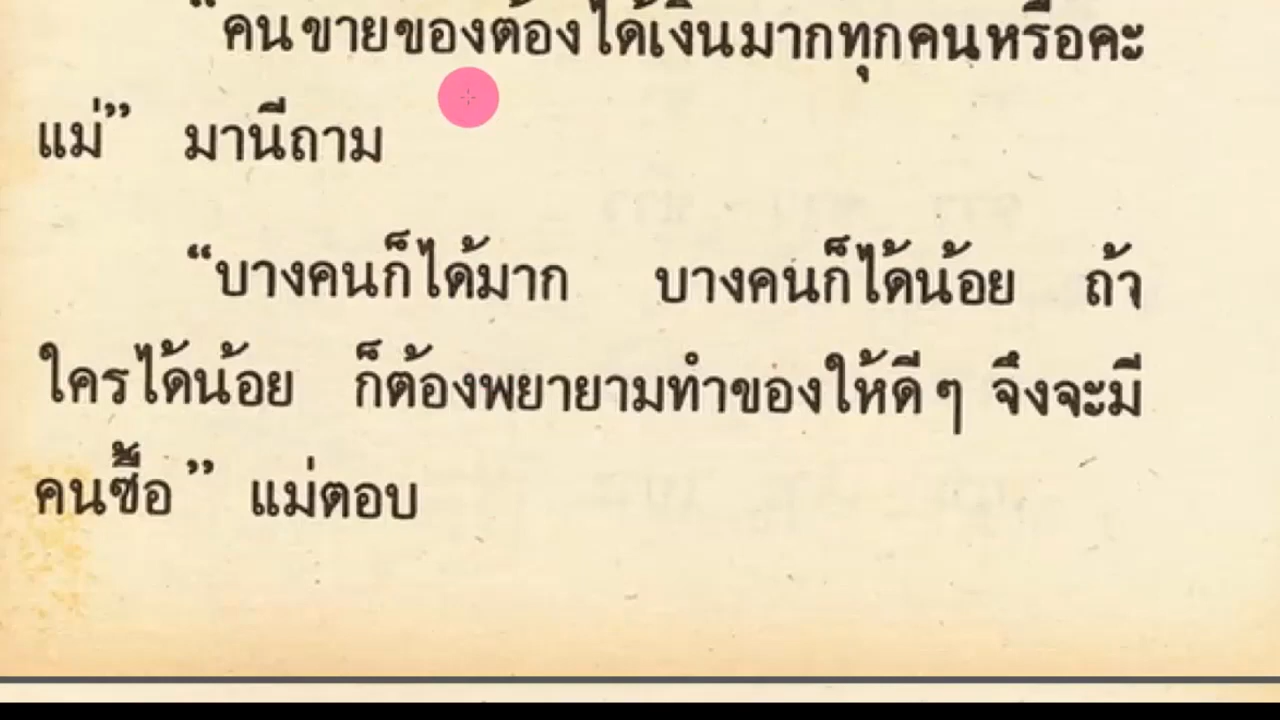 “คนขายของต้องได้เงินมากทุกคนหรือคะ
แม่” มานีถาม
“บางคนก็ได้มาก บางคนก็ได้น้อย ถ้า
ใครได้น้อย ก็ต้องพยายามทำของให้ดี ๆ จึงจะมี
คนซื้อ” แม่ตอบ